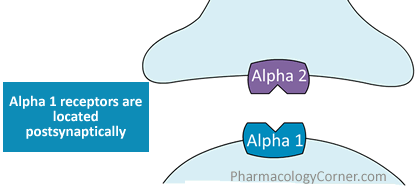 Alpha 2
Alpha 1 receptors are
located
postsynaptically
Alpha 1
PharmacologyCorner.com